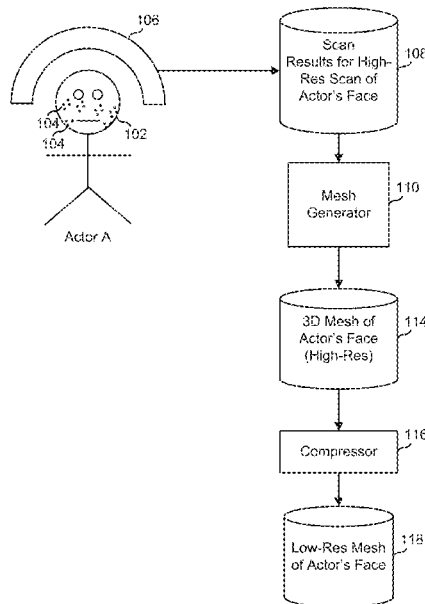 106
Scan
Results for High-
Res Scan of
Actor's Face
108
104
104
102
Actor A
Mesh
Generator
110
3D Mesh of
Actor's Face
(High-Res)
114
Compressor
116
Low-Res Mesh
of Actor's Face
118